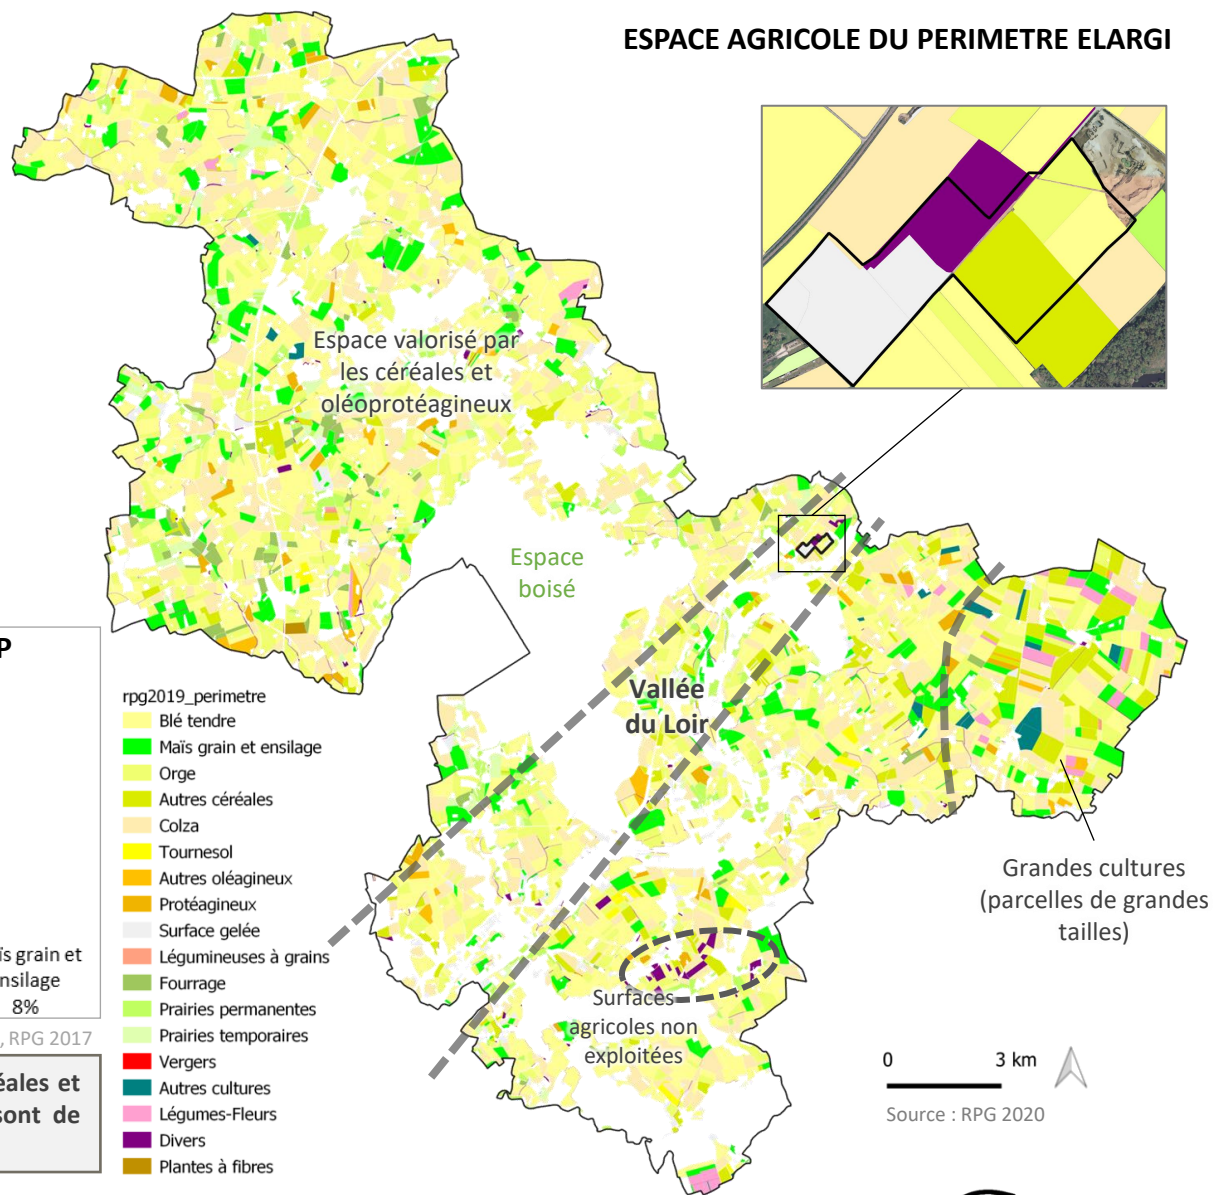 ESPACE AGRICOLE DU PERIMETRE ELARGI
Espace valorisé par
les céréales et
oléoprotéagineux
Espace
boisé
Vallée
du Loir
Grandes cultures
(parcelles de grandes
tailles)
Surfaces
agricoles non
exploitées
P
ïs grain et
nsilage
8%
, RPG 2017
éales et
sont de
rpg2019_perimetre
Blé tendre
Maïs grain et ensilage
Orge
Autres céréales
Colza
Tournesol
Autres oléagineux
Protéagineux
Surface gelée
Légumineuses à grains
Fourrage
Prairies permanentes
Prairies temporaires
Vergers
Autres cultures
Légumes-Fleurs
Divers
Plantes à fibres
0 3 km
Source : RPG 2020